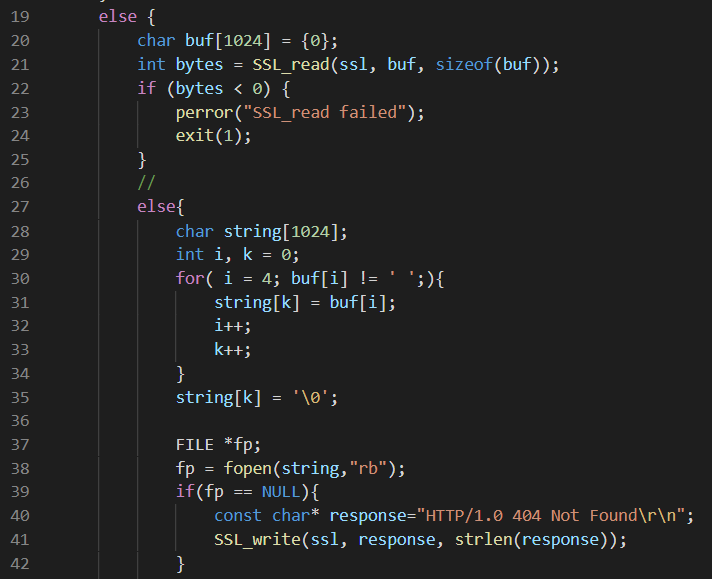 19 else {
20 char buf[1024] = {0};
21 int bytes = SSL_read(ssl, buf, sizeof(buf));
22 if (bytes < 0) {
23 perror("SSL_read failed");
24 exit(1);
25 }
26 //
27 else{
28 char string[1024];
29 int i, k = 0;
30 for( i = 4; buf[i] != ' ';){
31 string[k] = buf[i];
32 i++;
33 k++;
34 }
35 string[k] = '\0';
36
37 FILE *fp;
38 fp = fopen(string,"rb");
39 if(fp == NULL){
40 const char* response="HTTP/1.0 404 Not Found\r\n";
41 SSL_write(ssl, response, strlen(response));
42 }